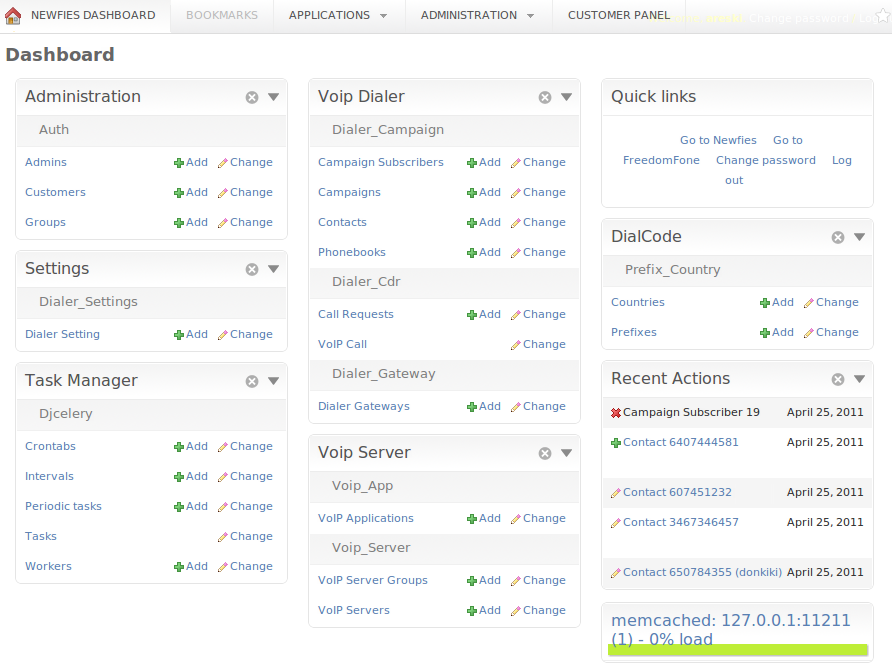 NEWFIES DASHBOARD BOOKMARKS APPLICATIONS ADMINISTRATION CUSTOMER PANEL Change password
Dashboard
Administration
Auth
Admins Add Change
Customers Add Change
Groups Add Change
Settings
Dialer_Settings
Dialer Setting Add Change
Task Manager
Djcelery
Crontabs Add Change
Intervals Add Change
Periodic tasks Add Change
Tasks Change
Workers Add Change
Voip Dialer
Dialer_Campaign
Campaign Subscribers Add Change
Campaigns Add Change
Contacts Add Change
Phonebooks Add Change
Dialer_Cdr
Call Requests Add Change
VoIP Call Change
Dialer_Gateway
Dialer Gateways Add Change
Voip Server
Voip_App
VoIP Applications Add Change
Voip_Server
VoIP Server Groups Add Change
VoIP Servers Add Change
Quick links
Go to Newfies Go to
FreedomFone Change password Log
out
DialCode
Prefix_Country
Countries Add Change
Prefixes Add Change
Recent Actions
Campaign Subscriber 19 April 25, 2011
Contact 6407444581 April 25, 2011
Contact 607451232 April 25, 2011
Contact 3467346457 April 25, 2011
Contact 650784355 (donkiki) April 25, 2011
memcached: 127.0.0.1:11211
(1) - 0% load